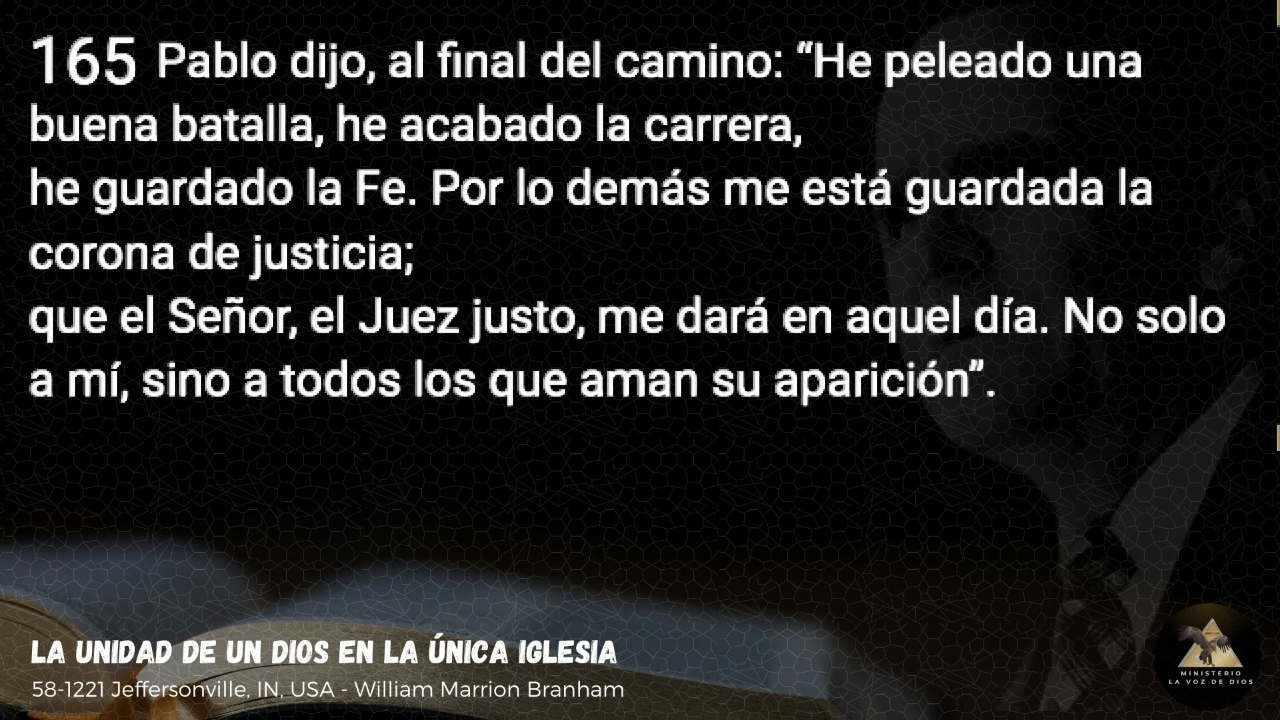 165 Pablo dijo, al final del camino: “He peleado una
buena batalla, he acabado la carrera,
he guardado la Fe. Por lo demás me está guardada la
corona de justicia;
que el Señor, el Juez justo, me dará en aquel día. No solo
a mí, sino a todos los que aman su aparición”.
LA UNIDAD DE UN DIOS EN LA ÚNICA IGLESIA
58-1221 Jeffersonville, IN, USA - William Marrion Branham
MINISTERIO
LA VOZ DE DIOS